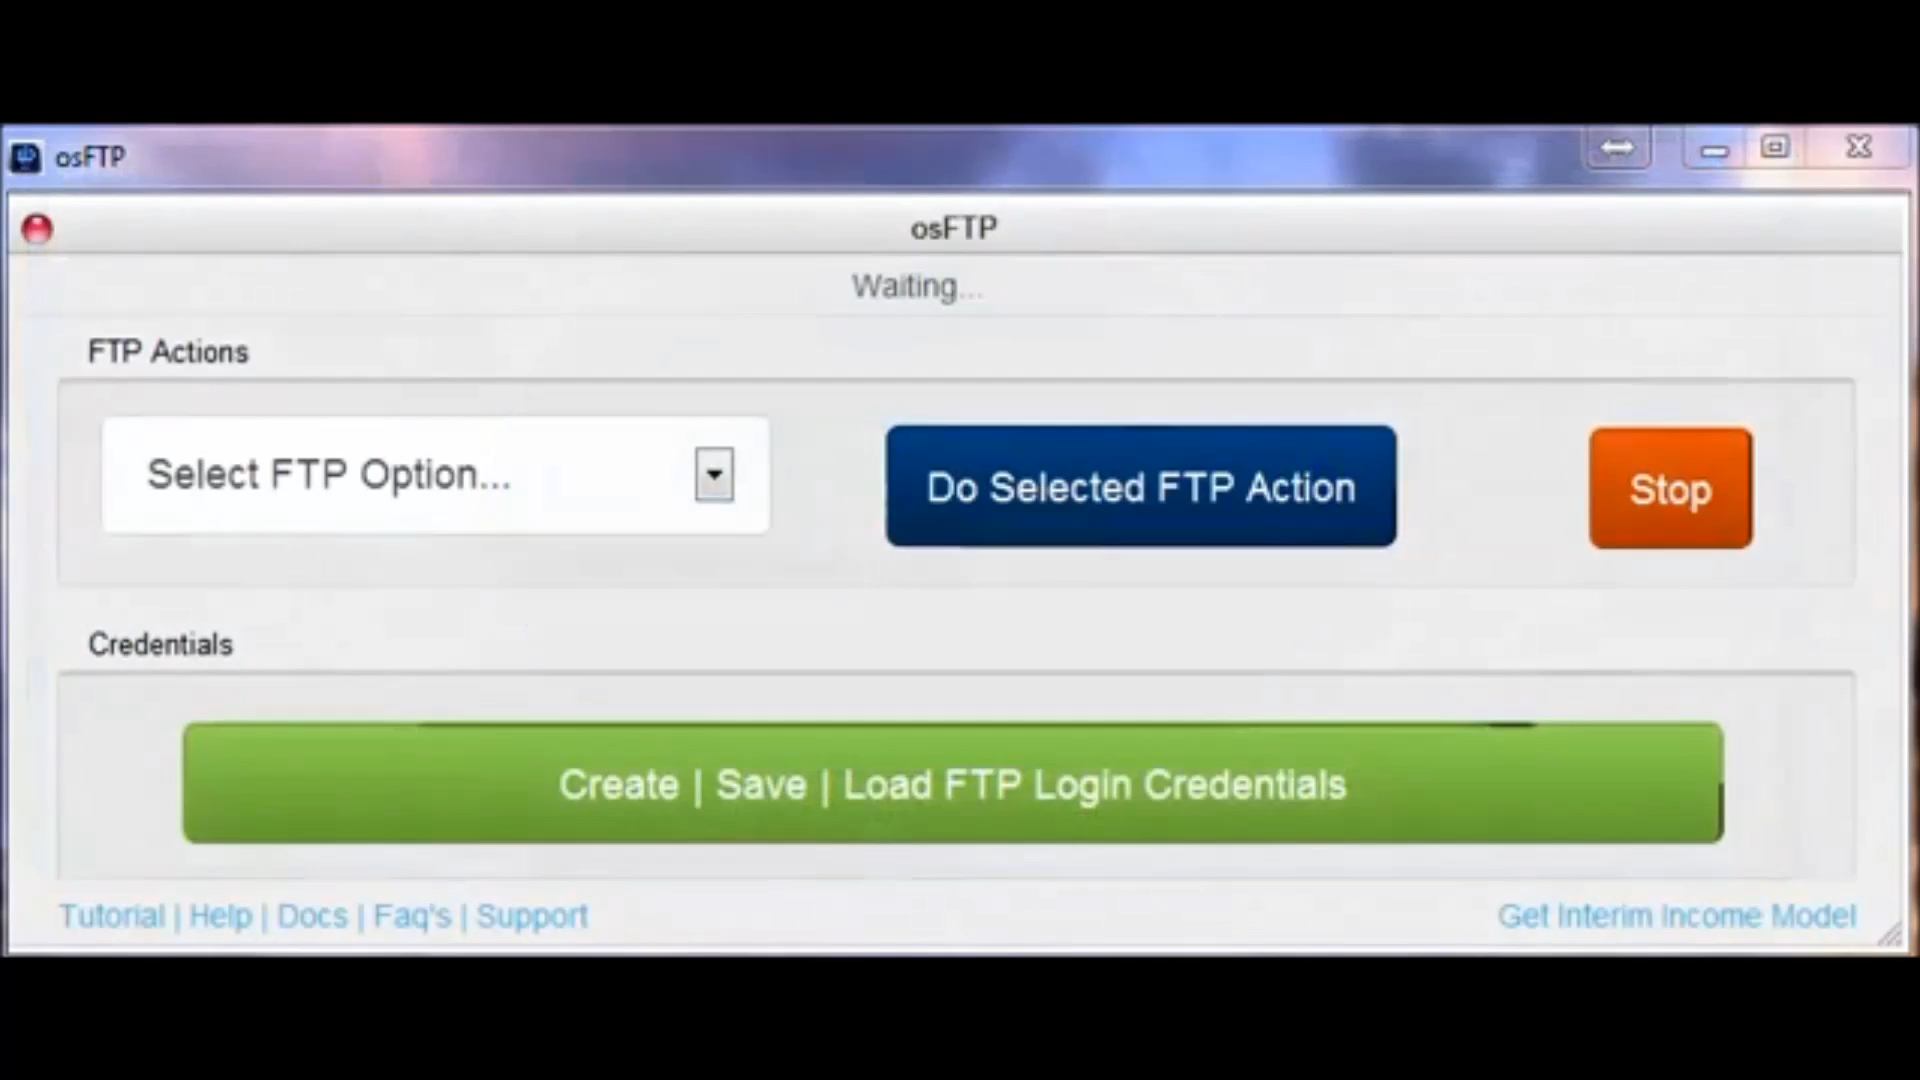 osFTP
osFTP
Waiting...
FTP Actions
Select FTP Option...
Do Selected FTP Action
Stop
Credentials
Create | Save | Load FTP Login Credentials
Tutorial | Help | Docs | Faq's | Support
Get Interim Income Model